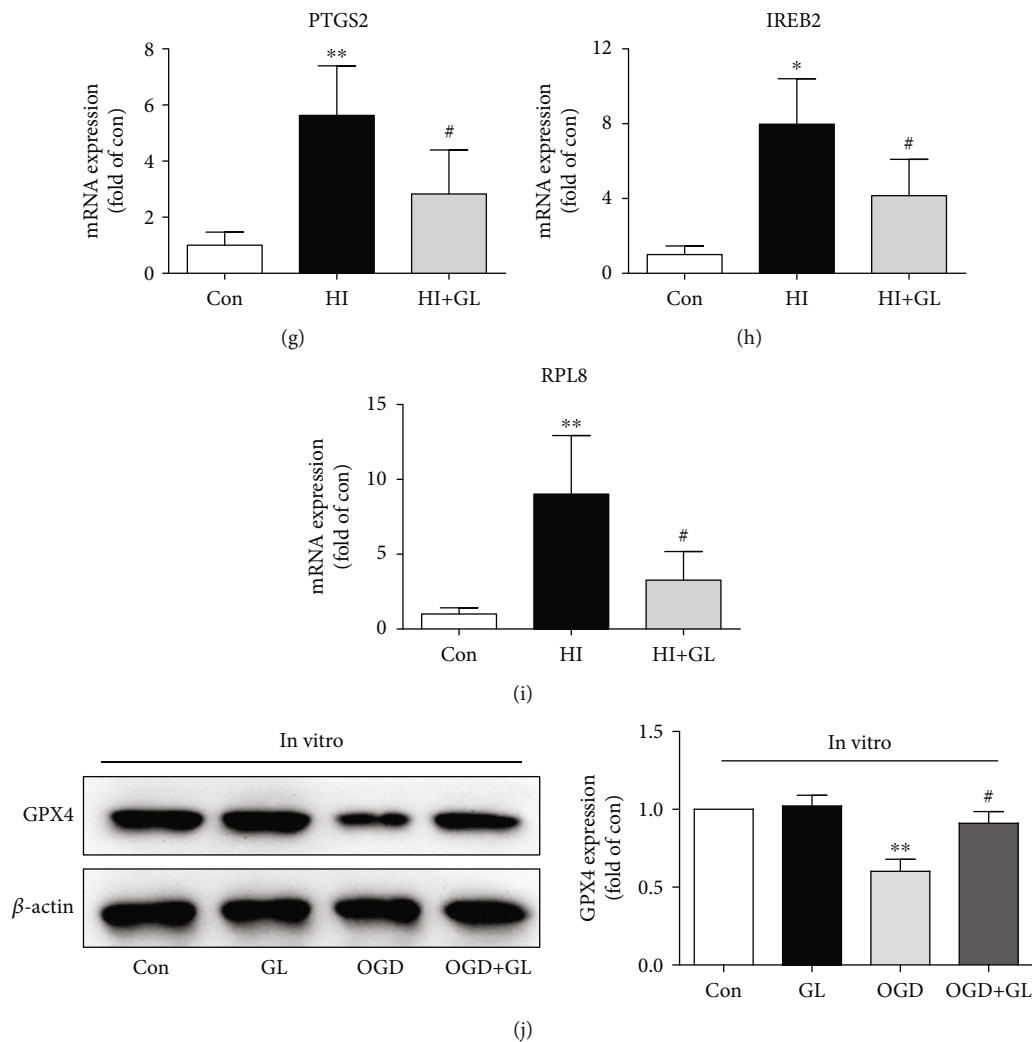 PTGS2
mRNA expression
(fold of con)
8
6
4
2
0
**
#
Con HI HI+GL
(g)
IREB2
mRNA expression
(fold of con)
12
8
4
0
*
#
Con HI HI+GL
(h)
RPL8
mRNA expression
(fold of con)
15
10
5
0
**
#
Con HI HI+GL
(i)
In vitro
GPX4
β-actin
Con GL OGD OGD+GL
GPX4 expression
(fold of con)
1.5
1.0
0.5
0.0
In vitro
**
#
Con GL OGD OGD+GL
(j)